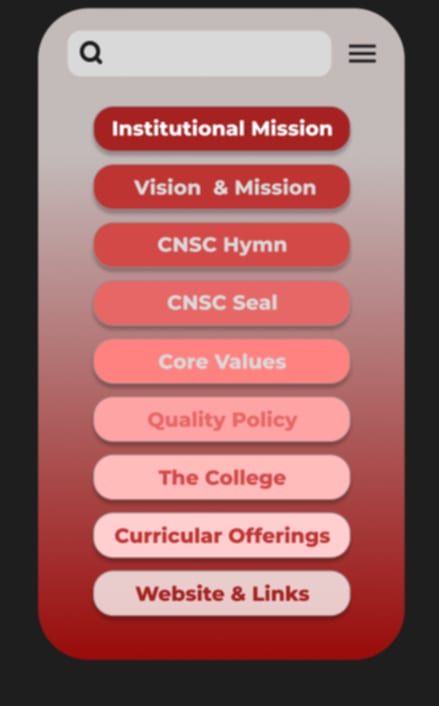 Institutional Mission
Vision & Mission
CNSC Hymn
CNSC Seal
Core Values
Quality Policy
The College
Curricular Offerings
Website & Links